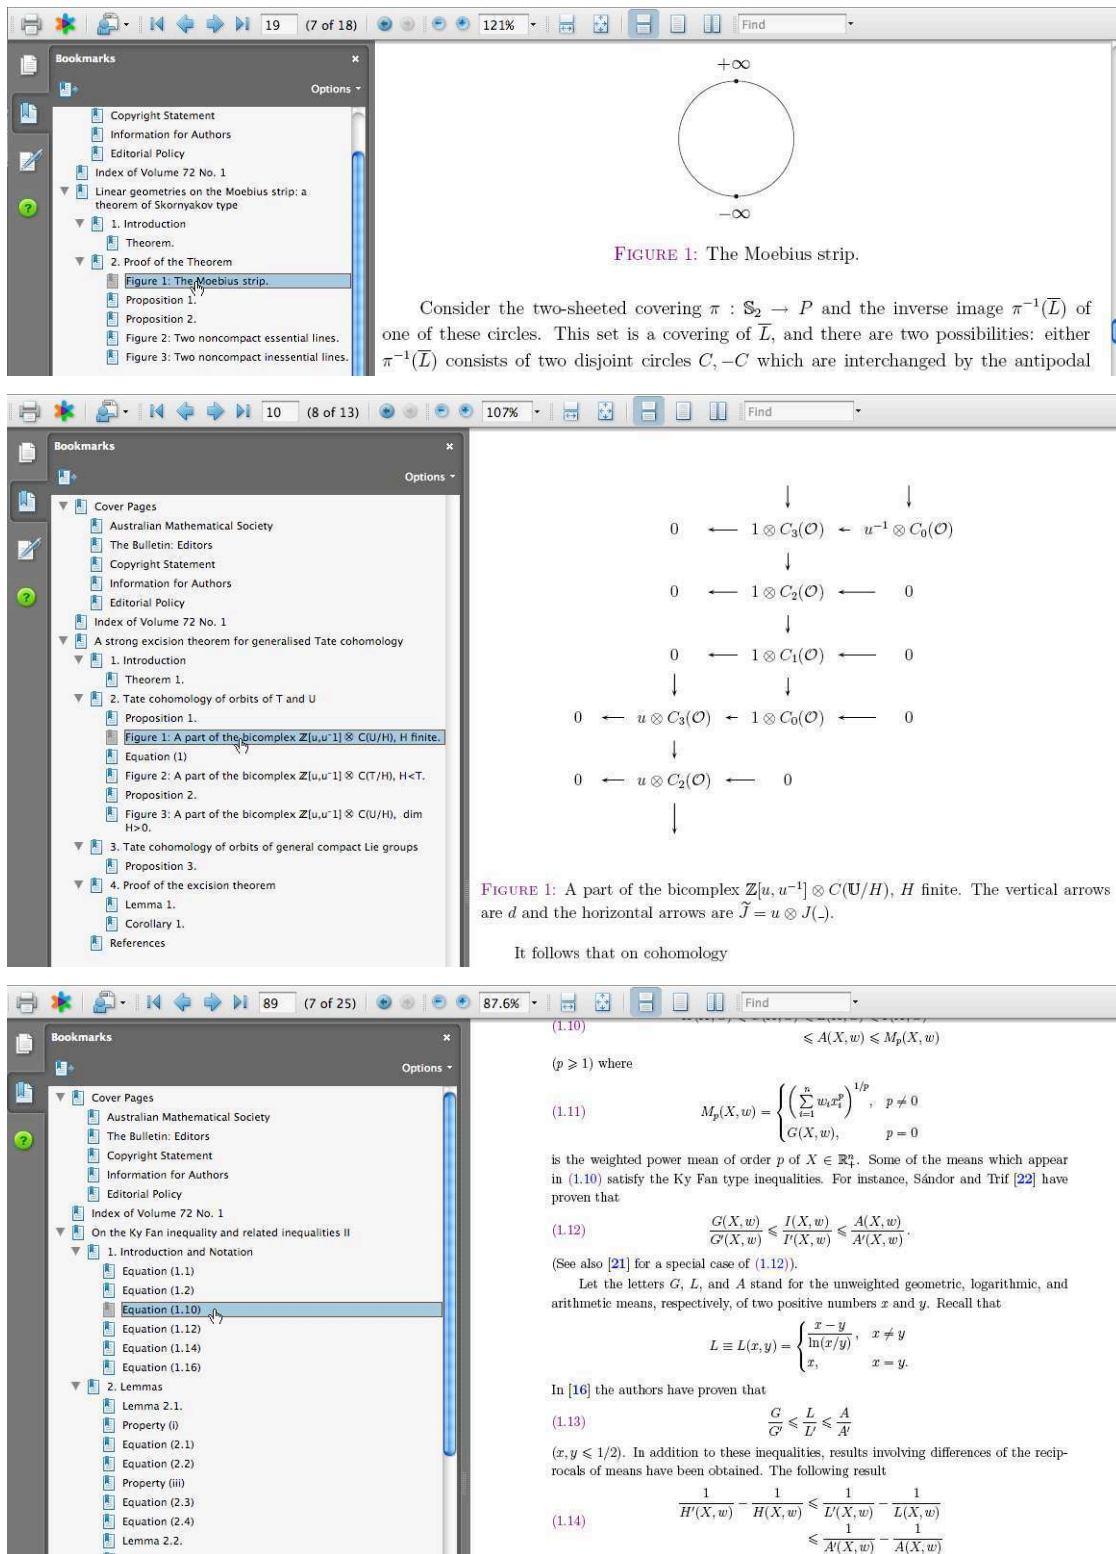 19 (7 of 18) 121% Find
Bookmarks
Options
Copyright Statement
Information for Authors
Editorial Policy
Index of Volume 72 No. 1
Linear geometries on the Moebius strip: a
theorem of Skornyakov type
1. Introduction
Theorem.
2. Proof of the Theorem
Figure 1: The Moebius strip.
Proposition 1.
Proposition 2.
Figure 2: Two noncompact essential lines.
Figure 3: Two noncompact inessential lines.
+∞
−∞
FIGURE 1: The Moebius strip.
Consider the two-sheeted covering π : 𝕊₂ → P and the inverse image π⁻¹(L̅) of
one of these circles. This set is a covering of L̅, and there are two possibilities: either
π⁻¹(L̅) consists of two disjoint circles C, −C which are interchanged by the antipodal
10 (8 of 13) 107% Find
Bookmarks
Options
Cover Pages
Australian Mathematical Society
The Bulletin: Editors
Copyright Statement
Information for Authors
Editorial Policy
Index of Volume 72 No. 1
A strong excision theorem for generalised Tate cohomology
1. Introduction
Theorem 1.
2. Tate cohomology of orbits of T and U
Proposition 1.
Figure 1: A part of the bicomplex ℤ[u,u⁻1] ⊗ C(U/H), H finite.
Equation (1)
Figure 2: A part of the bicomplex ℤ[u,u⁻1] ⊗ C(T/H), H<T.
Proposition 2.
Figure 3: A part of the bicomplex ℤ[u,u⁻1] ⊗ C(U/H), dim
H>0.
3. Tate cohomology of orbits of general compact Lie groups
Proposition 3.
4. Proof of the excision theorem
Lemma 1.
Corollary 1.
References
↓ ↓
0 ← 1 ⊗ C₃(𝒪) ← u⁻¹ ⊗ C₀(𝒪)
↓
0 ← 1 ⊗ C₂(𝒪) ← 0
↓
0 ← 1 ⊗ C₁(𝒪) ← 0
↓ ↓
0 ← u ⊗ C₃(𝒪) ← 1 ⊗ C₀(𝒪) ← 0
↓
0 ← u ⊗ C₂(𝒪) ← 0
↓
FIGURE 1: A part of the bicomplex ℤ[u, u⁻¹] ⊗ C(𝕌/H), H finite. The vertical arrows
are d and the horizontal arrows are J̃ = u ⊗ J(_).
It follows that on cohomology
89 (7 of 25) 87.6% Find
Bookmarks
Options
Cover Pages
Australian Mathematical Society
The Bulletin: Editors
Copyright Statement
Information for Authors
Editorial Policy
Index of Volume 72 No. 1
On the Ky Fan inequality and related inequalities II
1. Introduction and Notation
Equation (1.1)
Equation (1.2)
Equation (1.10)
Equation (1.12)
Equation (1.14)
Equation (1.16)
2. Lemmas
Lemma 2.1.
Property (i)
Equation (2.1)
Equation (2.2)
Property (iii)
Equation (2.3)
Equation (2.4)
Lemma 2.2.
(1.10)
⩽ A(X, w) ⩽ Mₚ(X, w)
(p ⩾ 1) where
(1.11) Mₚ(X, w) = { (∑ᵢ₌₁ⁿ wᵢxᵢᵖ)^{1/p}, p ≠ 0
G(X, w), p = 0
is the weighted power mean of order p of X ∈ ℝ₊ⁿ. Some of the means which appear
in (1.10) satisfy the Ky Fan type inequalities. For instance, Sándor and Trif [22] have
proven that
(1.12) G(X, w)/G′(X, w) ⩽ I(X, w)/I′(X, w) ⩽ A(X, w)/A′(X, w).
(See also [21] for a special case of (1.12)).
Let the letters G, L, and A stand for the unweighted geometric, logarithmic, and
arithmetic means, respectively, of two positive numbers x and y. Recall that
L ≡ L(x, y) = { (x − y)/ln(x/y), x ≠ y
x, x = y.
In [16] the authors have proven that
(1.13) G/G′ ⩽ L/L′ ⩽ A/A′
(x, y ⩽ 1/2). In addition to these inequalities, results involving differences of the recip-
rocals of means have been obtained. The following result
(1.14) 1/H′(X, w) − 1/H(X, w) ⩽ 1/L′(X, w) − 1/L(X, w)
⩽ 1/A′(X, w) − 1/A(X, w)